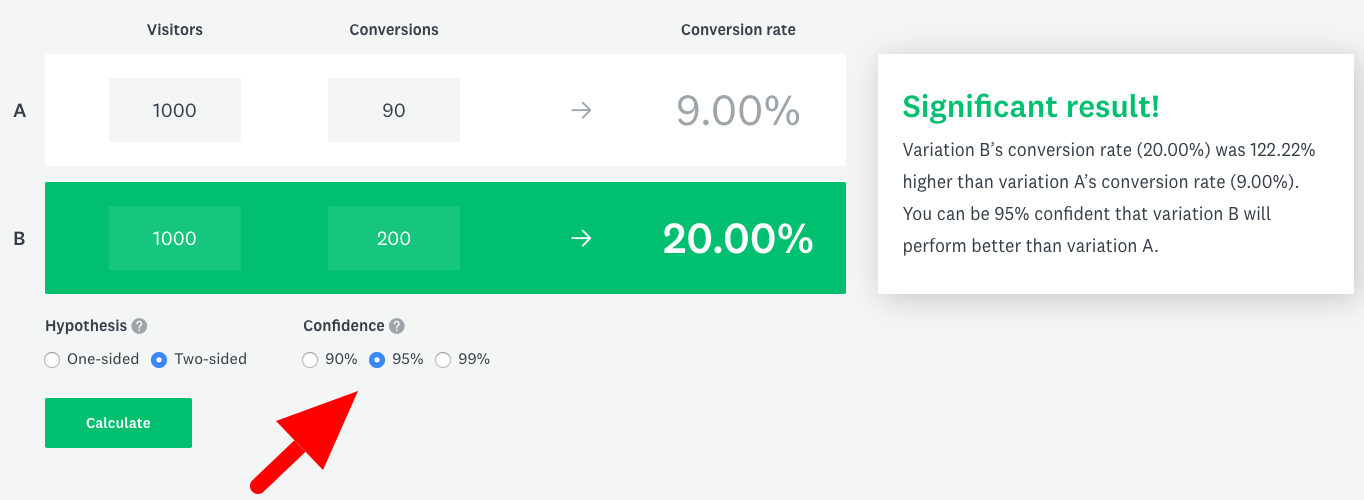 Visitors Conversions Conversion rate
A 1000 90 → 9.00%
B 1000 200 → 20.00%
Hypothesis ? Confidence ?
One-sided Two-sided 90% 95% 99%
Calculate
Significant result!
Variation B’s conversion rate (20.00%) was 122.22%
higher than variation A’s conversion rate (9.00%).
You can be 95% confident that variation B will
perform better than variation A.